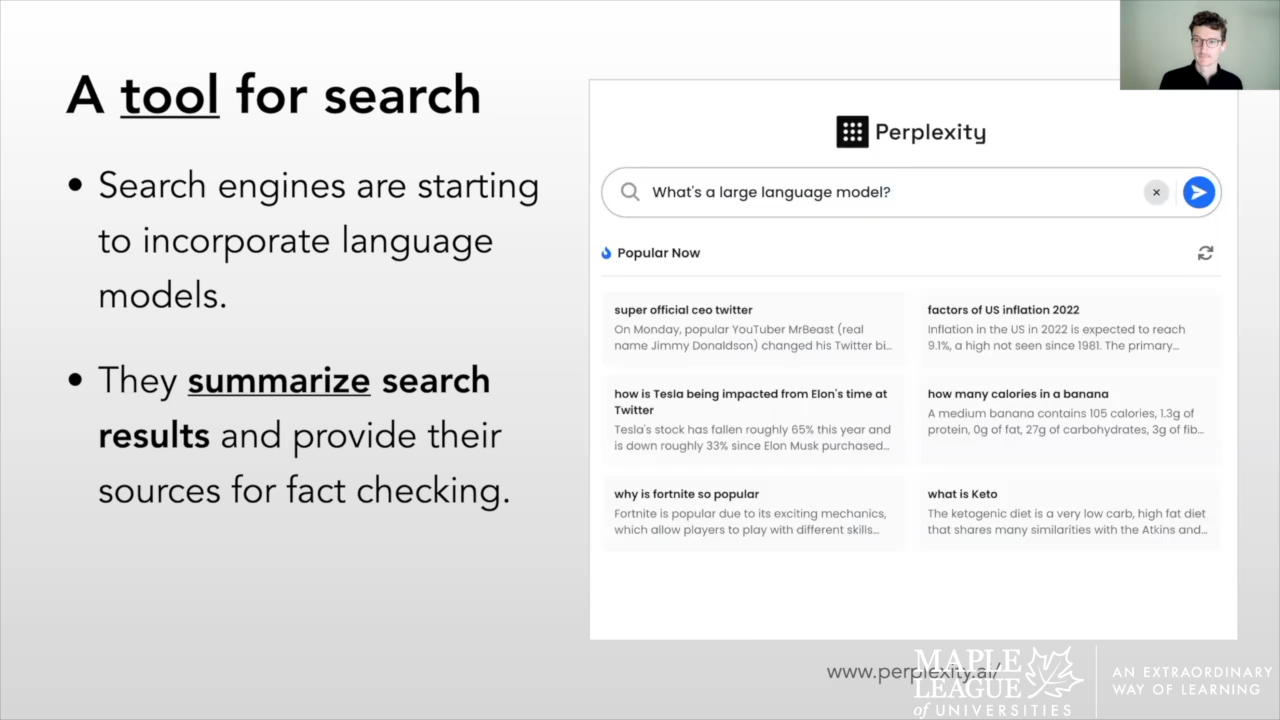 A tool for search
• Search engines are starting
to incorporate language
models.
• They summarize search
results and provide their
sources for fact checking.
Perplexity
What's a large language model?
Popular Now
super official ceo twitter
On Monday, popular YouTuber MrBeast (real
name Jimmy Donaldson) changed his Twitter bi...
factors of US inflation 2022
Inflation in the US in 2022 is expected to reach
9.1%, a high not seen since 1981. The primary...
how is Tesla being impacted from Elon's time at
Twitter
Tesla's stock has fallen roughly 65% this year and
is down roughly 33% since Elon Musk purchased...
how many calories in a banana
A medium banana contains 105 calories, 1.3g of
protein, 0g of fat, 27g of carbohydrates, 3g of fib...
why is fortnite so popular
Fortnite is popular due to its exciting mechanics,
which allow players to play with different skills...
what is Keto
The ketogenic diet is a very low carb, high fat diet
that shares many similarities with the Atkins and...
www.perplexity.ai/
MAPLE
LEAGUE
of UNIVERSITIES
AN EXTRAORDINARY
WAY OF LEARNING